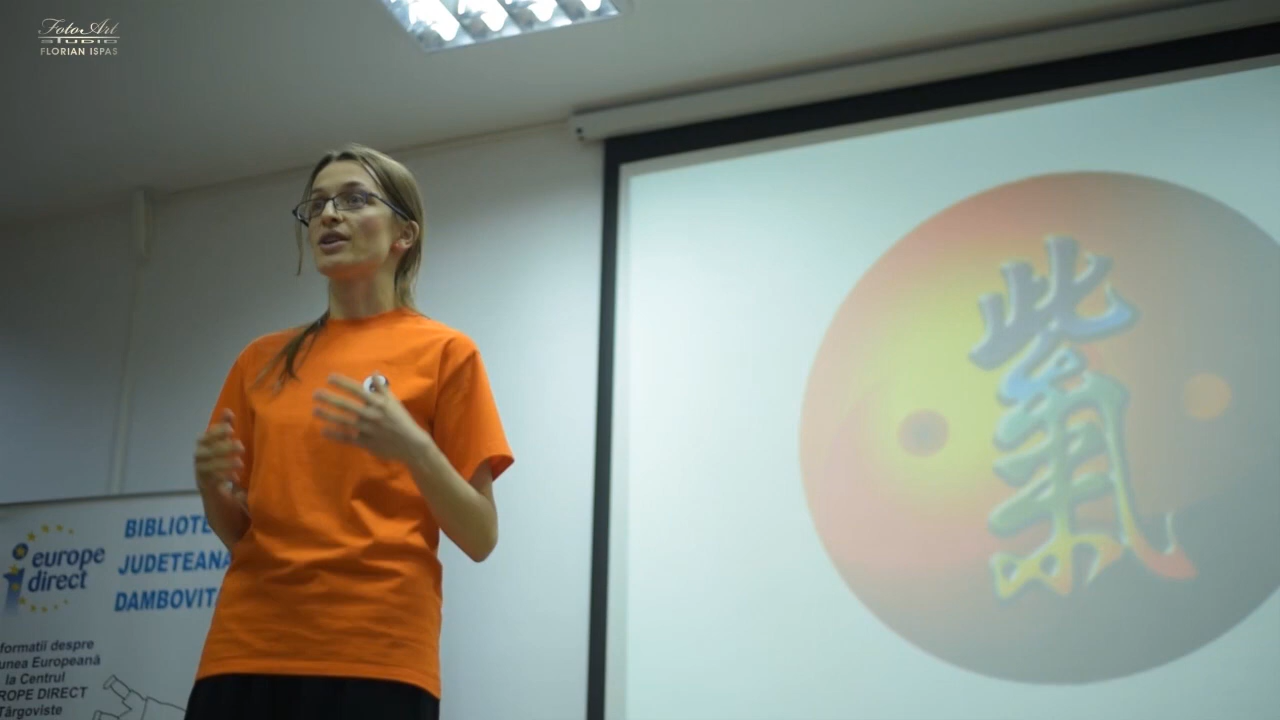 Foto Art
STUDIO
FLORIAN ISPAS
europe
direct
BIBLIOTE
JUDETEANA
DAMBOVIT
formatii despre
unea Europeană
la Centrul
ROPE DIRECT
Târgoviste